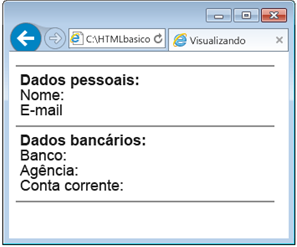 C:\HTMLbasico
Visualizando
Dados pessoais:
Nome:
E-mail
Dados bancários:
Banco:
Agência:
Conta corrente: